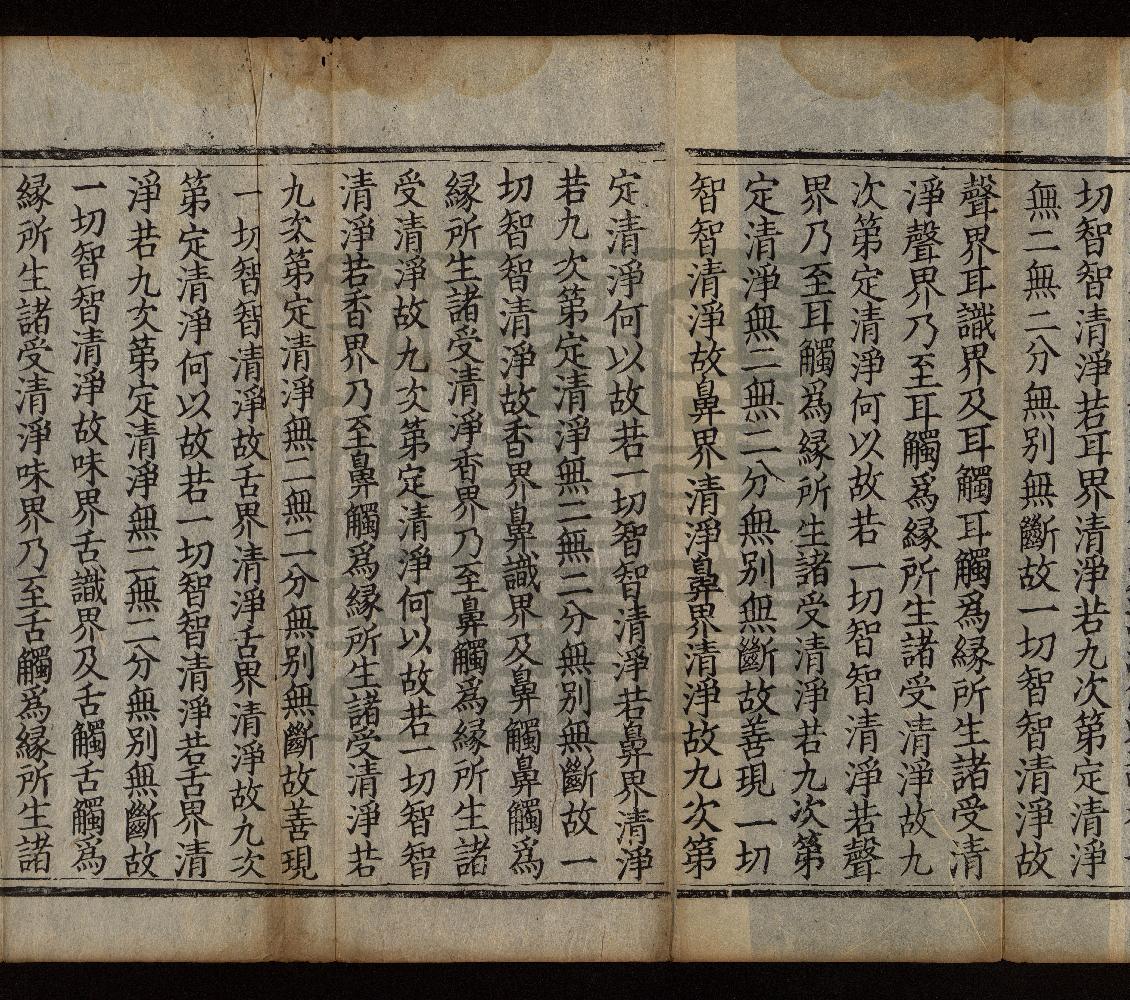 切智智清淨若耳界清淨若九次第定清淨
無二無二分無別無斷故一切智智清淨故
聲界耳識界及耳觸耳觸爲緣所生諸受清
淨聲界乃至耳觸爲緣所生諸受清淨故九
次第定清淨何以故若一切智智清淨若聲
界乃至耳觸爲緣所生諸受清淨若九次第
定清淨無二無二分無別無斷故善現一切
智智清淨故鼻界清淨鼻界清淨故九次第
定清淨何以故若一切智智清淨若鼻界清淨
若九次第定清淨無二無二分無別無斷故一
切智智清淨故香界鼻識界及鼻觸鼻觸爲
緣所生諸受清淨香界乃至鼻觸爲緣所生諸
受清淨故九次第定清淨何以故若一切智智
清淨若香界乃至鼻觸爲緣所生諸受清淨若
九次第定清淨無二無二分無別無斷故善現
一切智智清淨故舌界清淨舌界清淨故九次
第定清淨何以故若一切智智清淨若舌界清
淨若九次第定清淨無二無二分無別無斷故
一切智智清淨故味界舌識界及舌觸舌觸爲
緣所生諸受清淨味界乃至舌觸爲緣所生諸